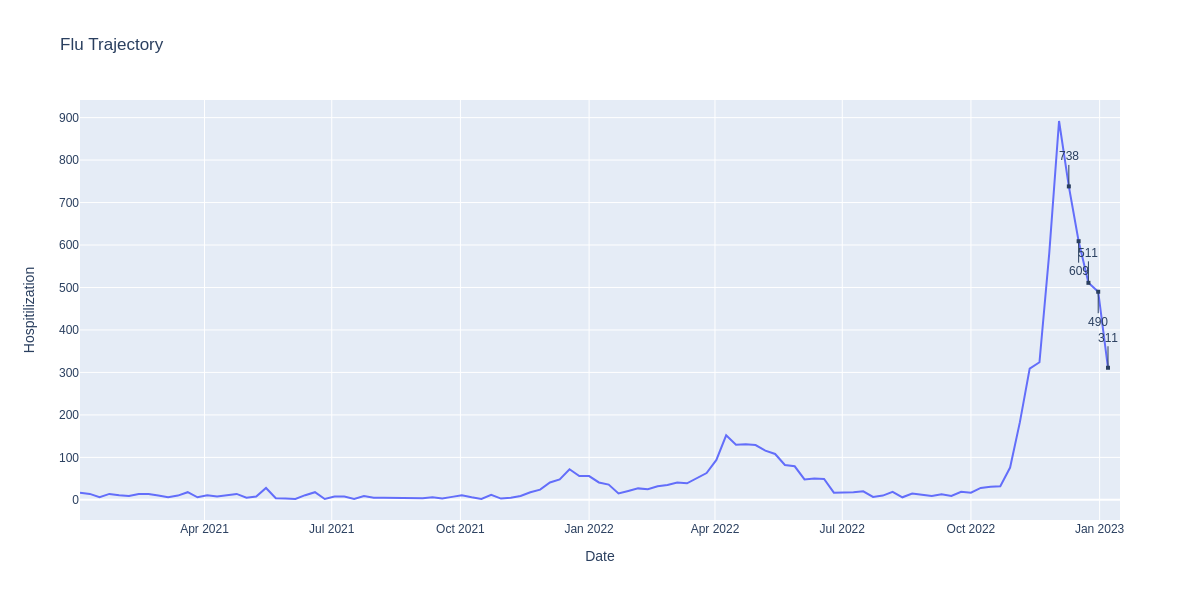 Flu Trajectory
900
800
700
600
500
400
300
200
100
0
738
511
609
490
311
Hospitilization
Apr 2021
Jul 2021
Oct 2021
Jan 2022
Apr 2022
Jul 2022
Oct 2022
Jan 2023
Date